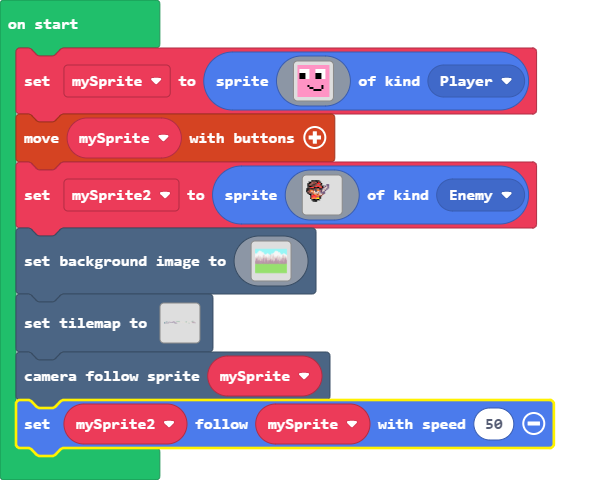 on start
set mySprite to sprite of kind Player
move mySprite with buttons
set mySprite2 to sprite of kind Enemy
set background image to
set tilemap to
camera follow sprite mySprite
set mySprite2 follow mySprite with speed 50